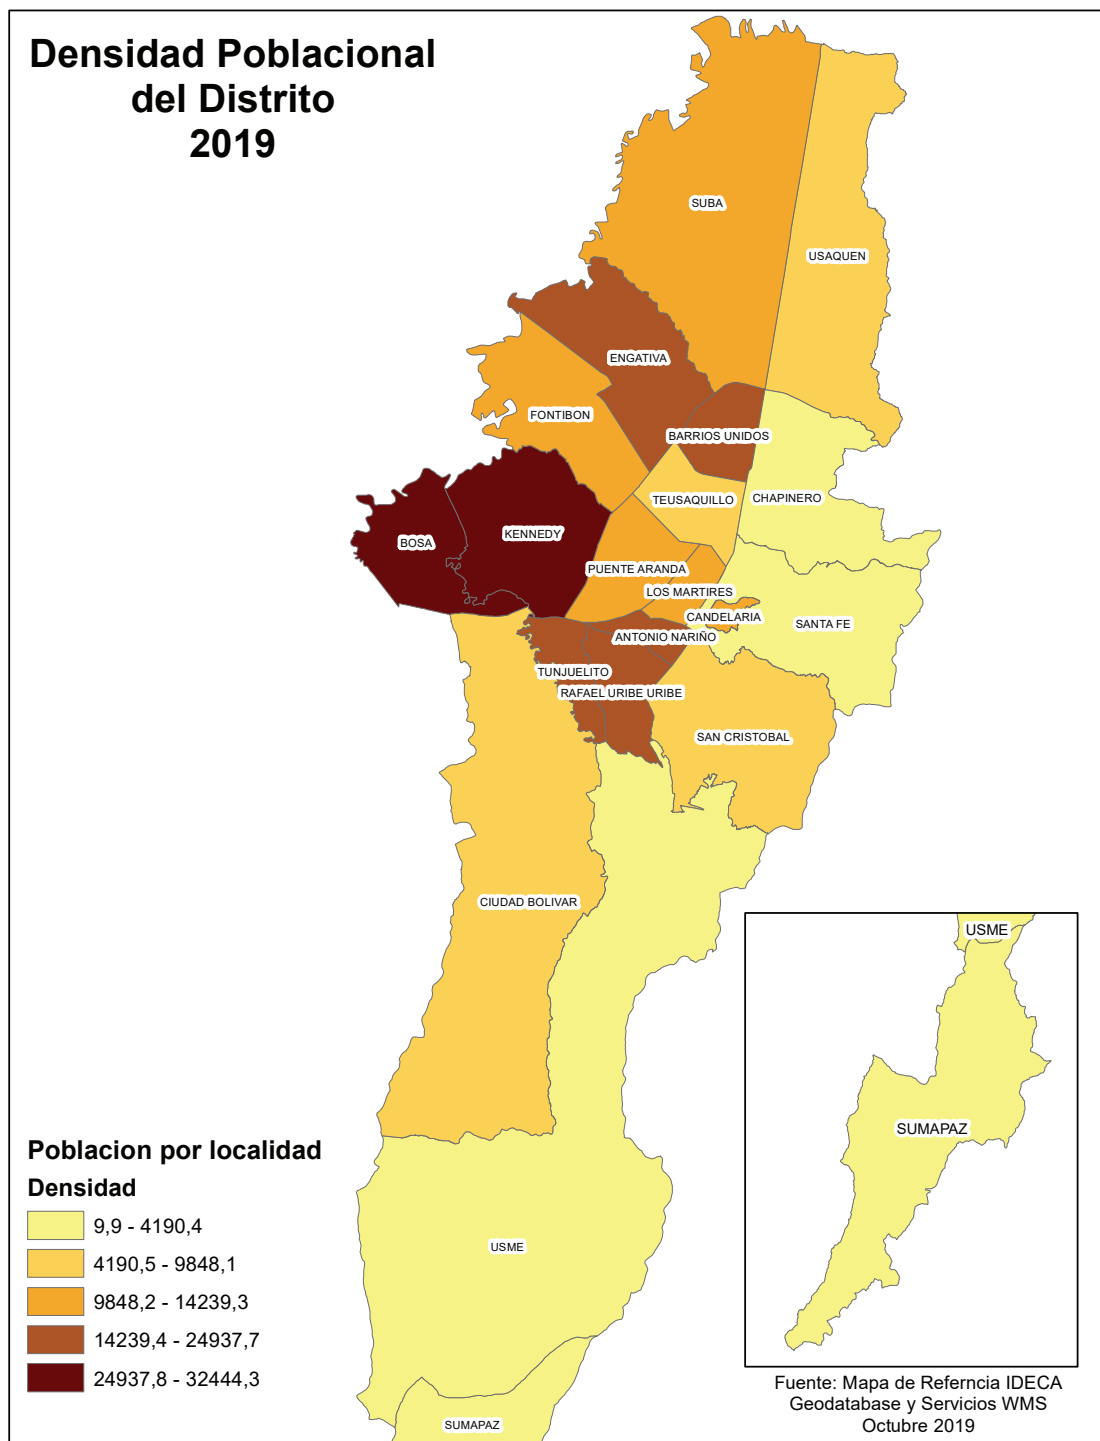 Densidad Poblacional
del Distrito
2019
SUBA
USAQUEN
ENGATIVA
FONTIBON
BARRIOS UNIDOS
TEUSAQUILLO
CHAPINERO
KENNEDY
BOSA
PUENTE ARANDA
LOS MARTIRES
CANDELARIA
SANTA FE
ANTONIO NARIÑO
TUNJUELITO
RAFAEL URIBE URIBE
SAN CRISTOBAL
CIUDAD BOLIVAR
USME
SUMAPAZ
USME
SUMAPAZ
Poblacion por localidad
Densidad
9,9 - 4190,4
4190,5 - 9848,1
9848,2 - 14239,3
14239,4 - 24937,7
24937,8 - 32444,3
Fuente: Mapa de Referncia IDECA
Geodatabase y Servicios WMS
Octubre 2019